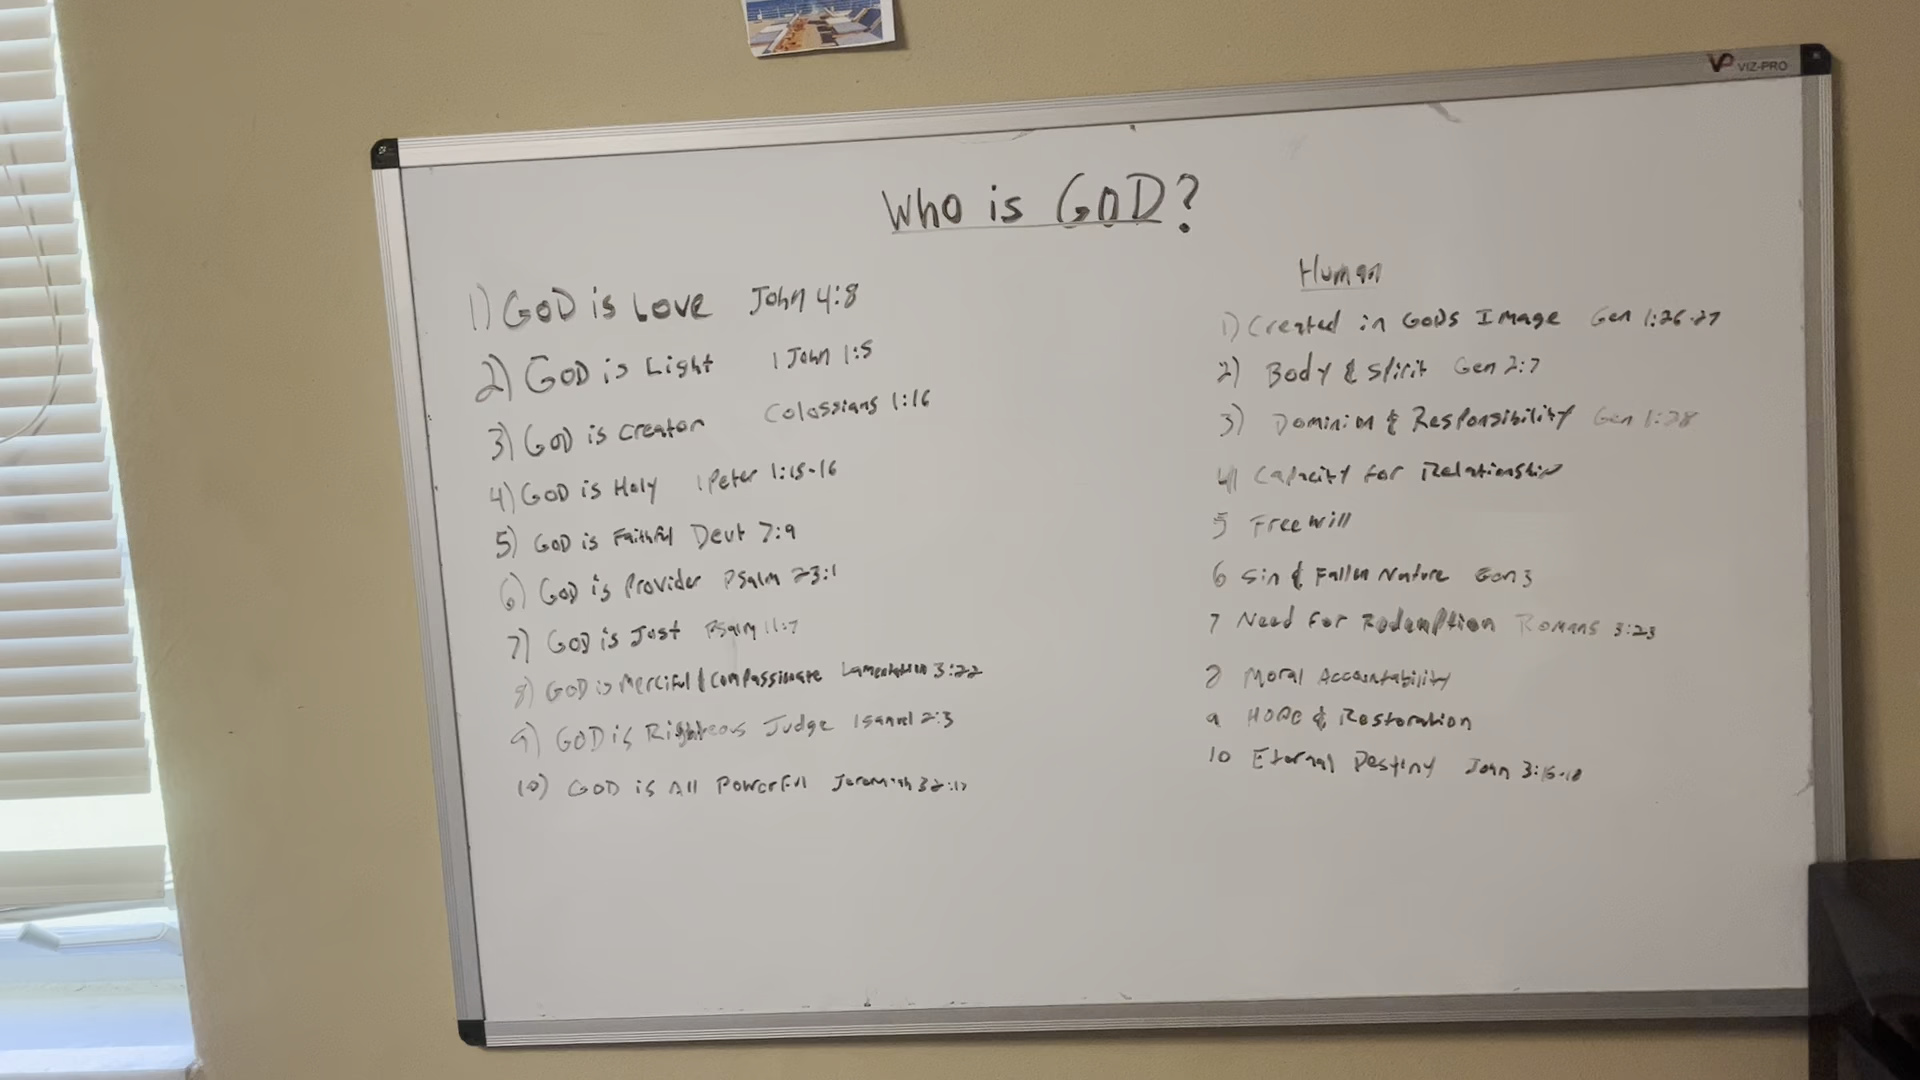 VP VIZ-PRO
Who is GOD?
1) GOD is Love John 4:8
2) GOD is Light 1 John 1:5
3) GOD is creator Colossians 1:16
4) GOD is Holy 1 Peter 1:15-16
5) GOD is Faithful Deut 7:9
6) GOD is Provider Psalm 23:1
7) GOD is Just Psalm 11:7
8) GOD is Merciful & Compassionate Lamentation 3:22
9) GOD is Righteous Judge 1 Samuel 2:3
10) GOD is All Powerful Jeremiah 32:17
Human
1) Created in Gods Image Gen 1:26-27
2) Body & Spirit Gen 2:7
3) Dominion & Responsibility Gen 1:28
4) Capacity for Relationship
5 Free will
6 Sin & Fallen Nature Gen 3
7 Need For Redemption Romans 3:23
8 Moral Accountability
9 HOPE & Restoration
10 Eternal Destiny John 3:16-18